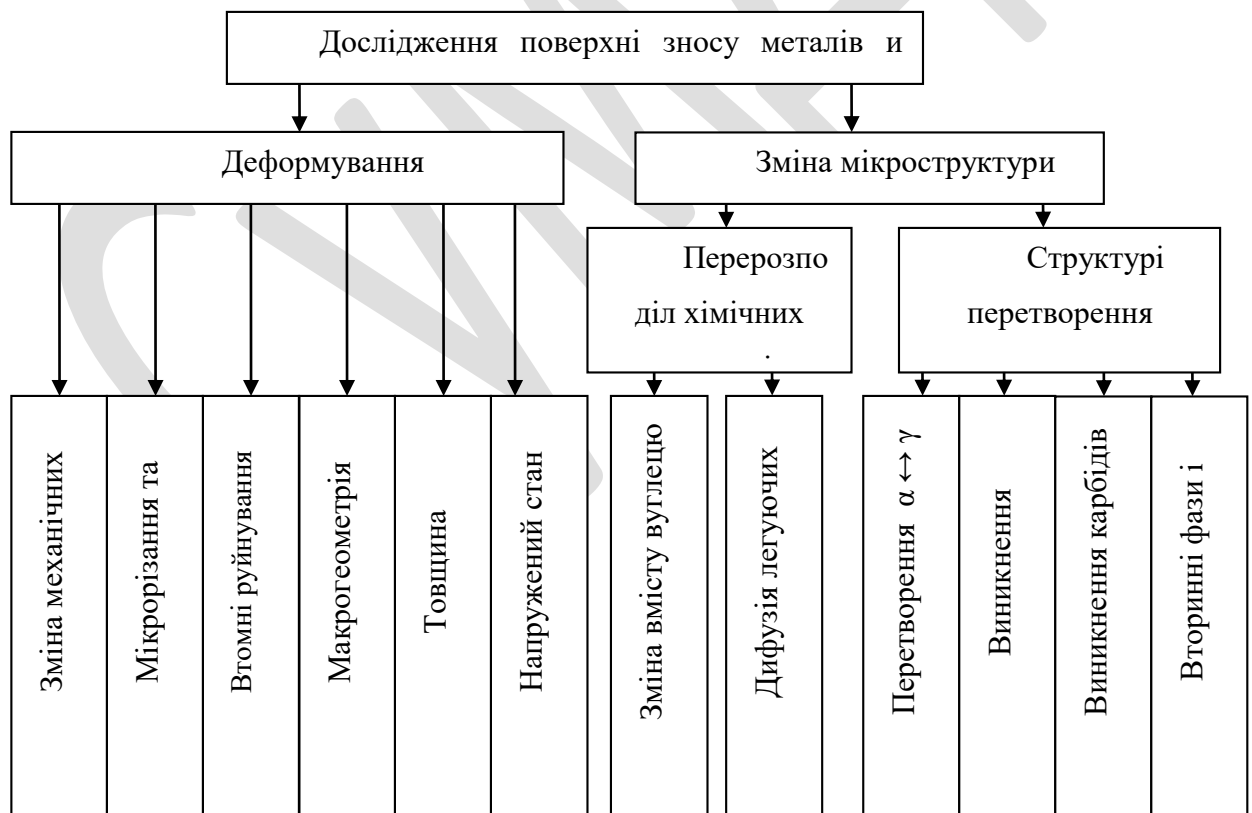 Дослідження поверхні зносу металів и
Деформування
Зміна мікроструктури
Перерозпо
діл хімічних
.
Структурі
перетворення
Зміна механічних
Мікрорізання та
Втомні руйнування
Макрогеометрія
Товщина
Напружений стан
Зміна вмісту вуглецю
Дифузія легуючих
Перетворення α ↔ γ
Виникнення
Виникнення карбідів
Вторинні фази і